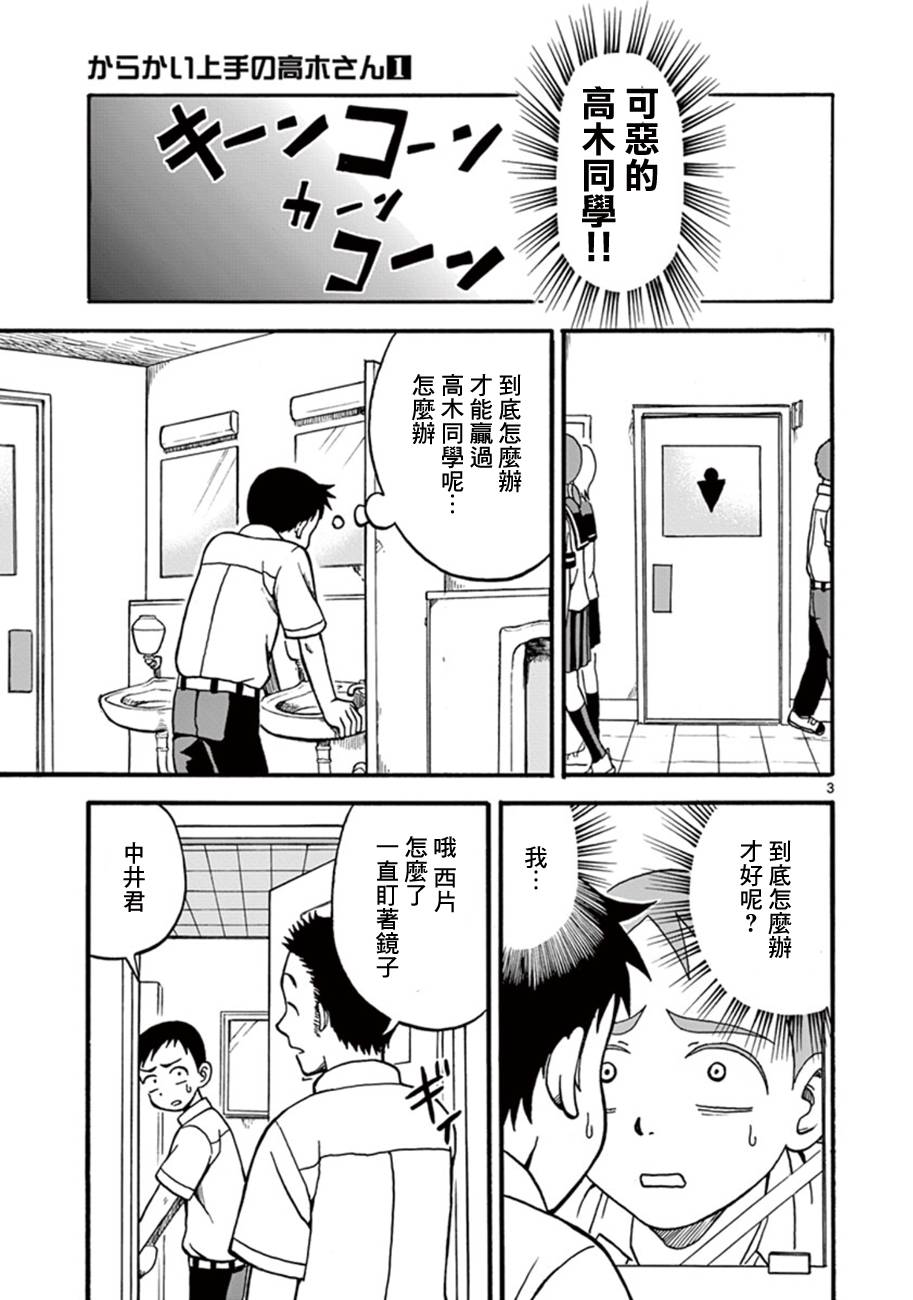 からかい上手の高木さん1
可惡的
高木同學!!
キーンコーン
カーン
コーン
到底怎麼辦
才能贏過
高木同學呢…
怎麼辦
3
到底怎麼辦
才好呢?
我…
哦 西片
怎麼了
一直盯著鏡子
ギィ
中井君